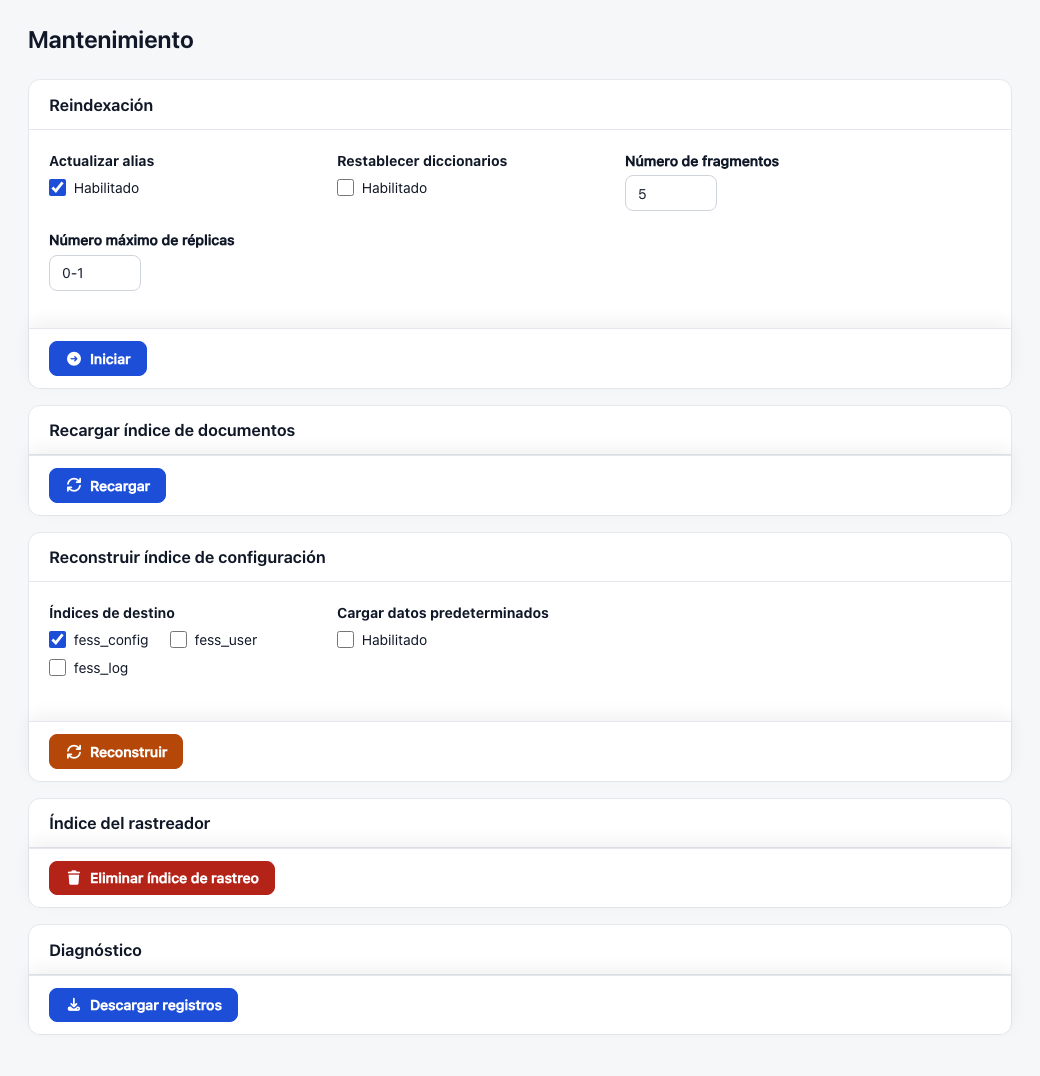 Mantenimiento
Reindexación
Actualizar alias
Habilitado
Restablecer diccionarios
Habilitado
Número de fragmentos
5
Número máximo de réplicas
0-1
Iniciar
Recargar índice de documentos
Recargar
Reconstruir índice de configuración
Índices de destino
fess_config fess_user
fess_log
Cargar datos predeterminados
Habilitado
Reconstruir
Índice del rastreador
Eliminar índice de rastreo
Diagnóstico
Descargar registros